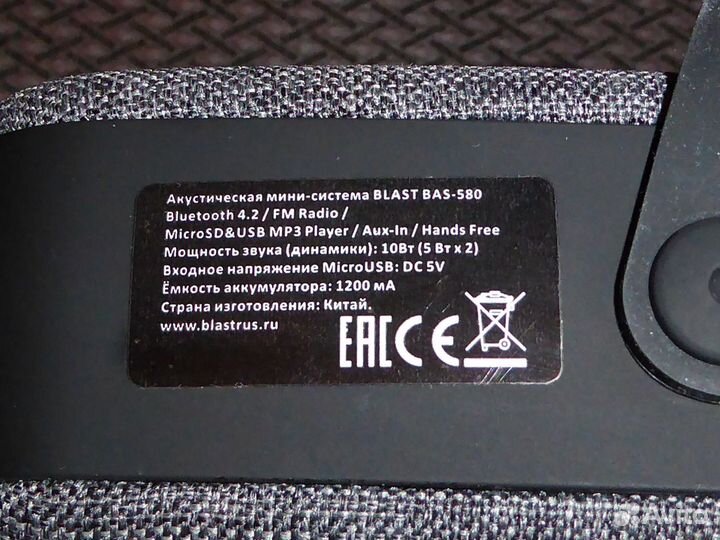 Акустическая мини-система BLAST BAS-580
Bluetooth 4.2 / FM Radio /
MicroSD&USB MP3 Player / Aux-In / Hands Free
Мощность звука (динамики): 10Вт (5 Вт x 2)
Входное напряжение MicroUSB: DC 5V
Ёмкость аккумулятора: 1200 мА
Страна изготовления: Китай.
www.blastrus.ru
EAC CE
Avito